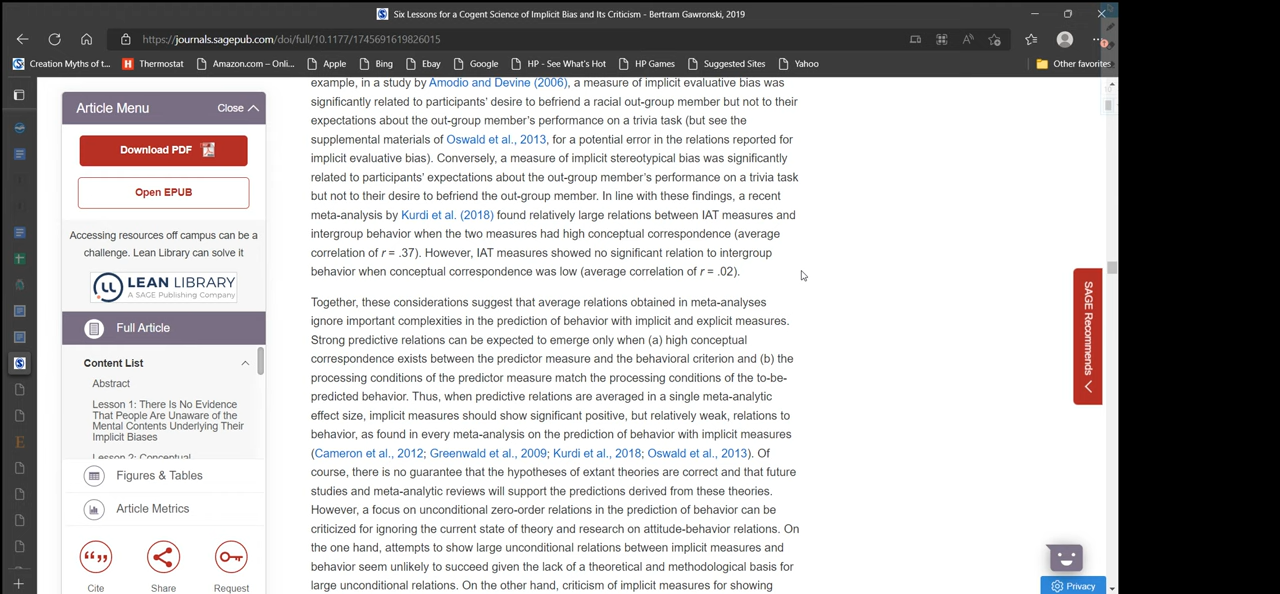 Six Lessons for a Cogent Science of Implicit Bias and Its Criticism - Bertram Gawronski, 2019
https://journals.sagepub.com/doi/full/10.1177/1745691619826015
Creation Myths of t... Thermostat Amazon.com – Onli... Apple Bing Ebay Google HP - See What's Hot HP Games Suggested Sites Yahoo Other favorites
Article Menu Close
Download PDF
Open EPUB
Accessing resources off campus can be a
challenge. Lean Library can solve it
LEAN LIBRARY
A SAGE Publishing Company
Full Article
Content List
Abstract
Lesson 1: There Is No Evidence
That People Are Unaware of the
Mental Contents Underlying Their
Implicit Biases
Lesson 2: Conceptual
Figures & Tables
Article Metrics
Cite Share Request
example, in a study by Amodio and Devine (2006), a measure of implicit evaluative bias was
significantly related to participants' desire to befriend a racial out-group member but not to their
expectations about the out-group member's performance on a trivia task (but see the
supplemental materials of Oswald et al., 2013, for a potential error in the relations reported for
implicit evaluative bias). Conversely, a measure of implicit stereotypical bias was significantly
related to participants' expectations about the out-group member's performance on a trivia task
but not to their desire to befriend the out-group member. In line with these findings, a recent
meta-analysis by Kurdi et al. (2018) found relatively large relations between IAT measures and
intergroup behavior when the two measures had high conceptual correspondence (average
correlation of r = .37). However, IAT measures showed no significant relation to intergroup
behavior when conceptual correspondence was low (average correlation of r = .02).
Together, these considerations suggest that average relations obtained in meta-analyses
ignore important complexities in the prediction of behavior with implicit and explicit measures.
Strong predictive relations can be expected to emerge only when (a) high conceptual
correspondence exists between the predictor measure and the behavioral criterion and (b) the
processing conditions of the predictor measure match the processing conditions of the to-be-
predicted behavior. Thus, when predictive relations are averaged in a single meta-analytic
effect size, implicit measures should show significant positive, but relatively weak, relations to
behavior, as found in every meta-analysis on the prediction of behavior with implicit measures
(Cameron et al., 2012; Greenwald et al., 2009; Kurdi et al., 2018; Oswald et al., 2013). Of
course, there is no guarantee that the hypotheses of extant theories are correct and that future
studies and meta-analytic reviews will support the predictions derived from these theories.
However, a focus on unconditional zero-order relations in the prediction of behavior can be
criticized for ignoring the current state of theory and research on attitude-behavior relations. On
the one hand, attempts to show large unconditional relations between implicit measures and
behavior seem unlikely to succeed given the lack of a theoretical and methodological basis for
large unconditional relations. On the other hand, criticism of implicit measures for showing
SAGE Recommends
Privacy